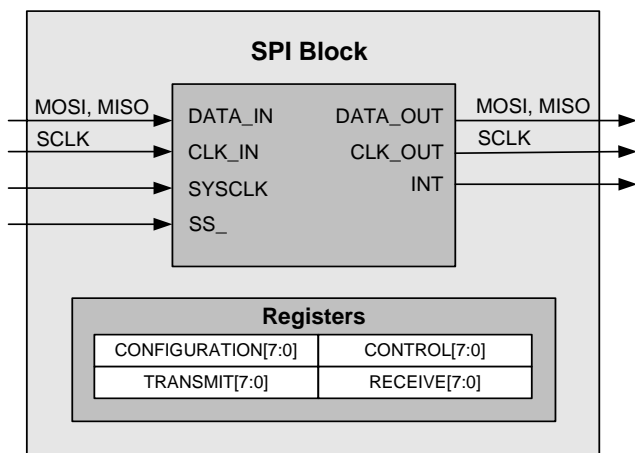 SPI Block
MOSI, MISO
DATA_IN
DATA_OUT
MOSI, MISO
SCLK
CLK_IN
CLK_OUT
SCLK
SYSCLK
INT
SS_
Registers
CONFIGURATION[7:0]
CONTROL[7:0]
TRANSMIT[7:0]
RECEIVE[7:0]